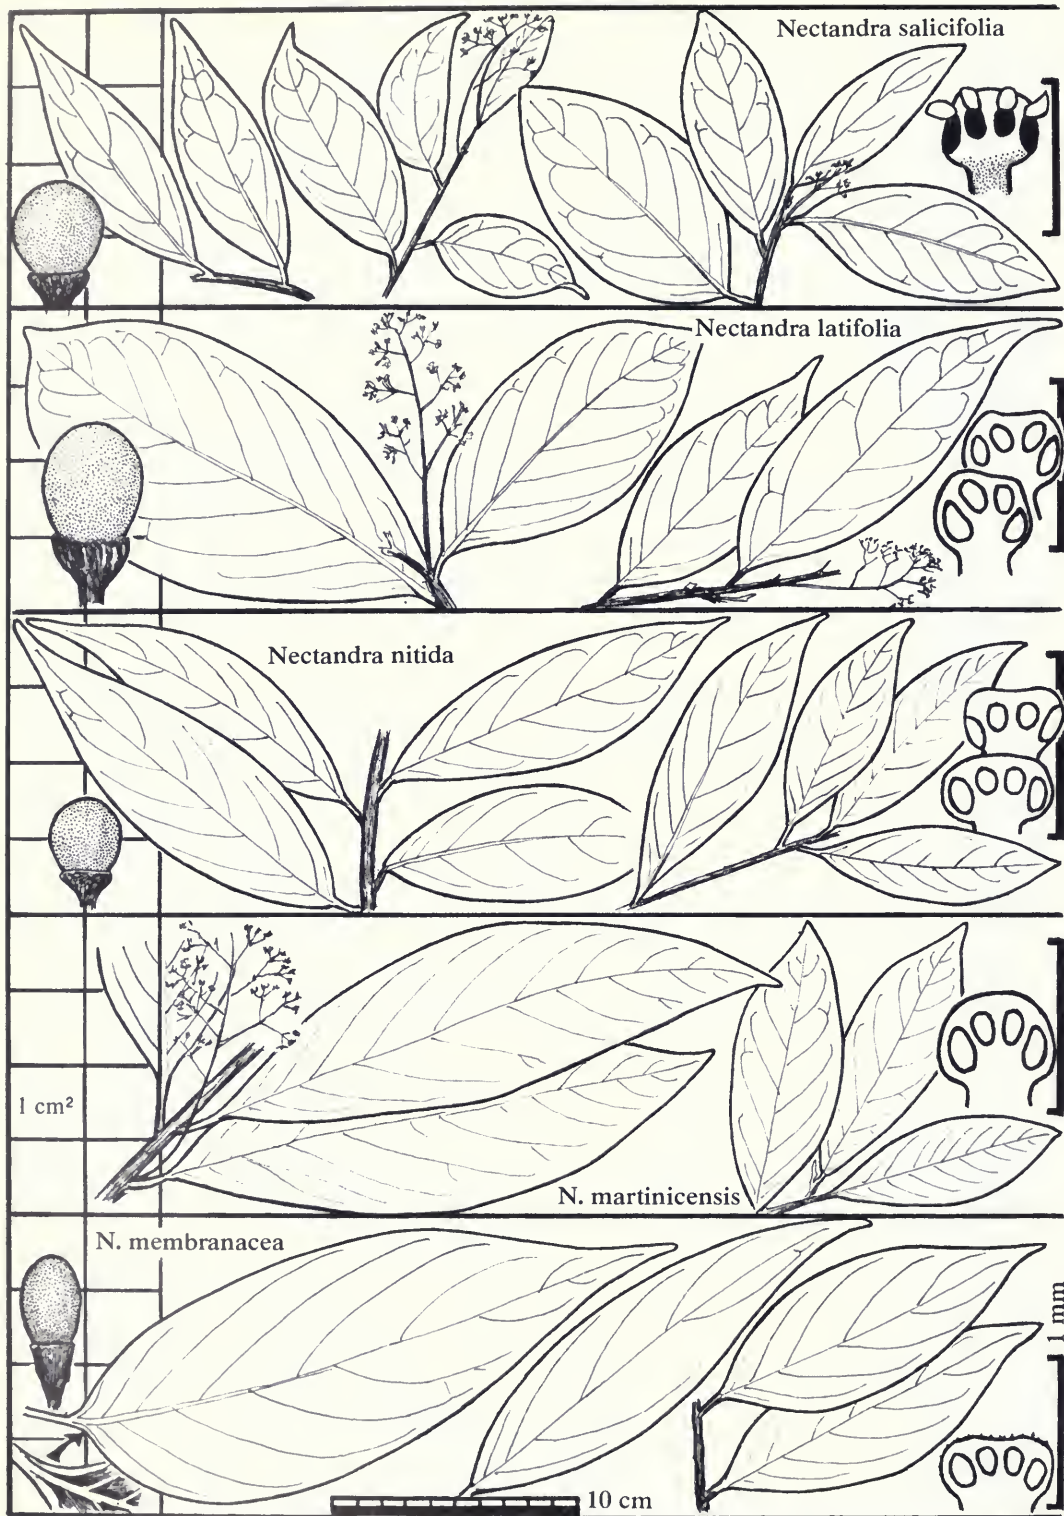 Nectandra salicifolia
Nectandra latifolia
Nectandra nitida
1 cm²
N. martinicensis
N. membranacea
1 mm
10 cm